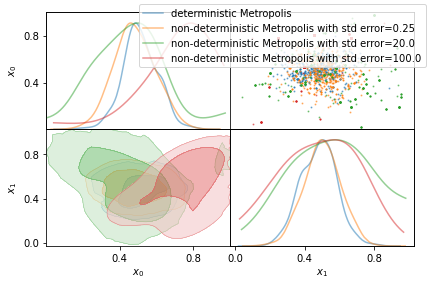 deterministic Metropolis
non-deterministic Metropolis with std error=0.25
non-deterministic Metropolis with std error=20.0
non-deterministic Metropolis with std error=100.0
0.8
0.4
x₀
0.8
0.4
0.0
x₁
0.4 0.8
x₀
0.0 0.4 0.8
x₁